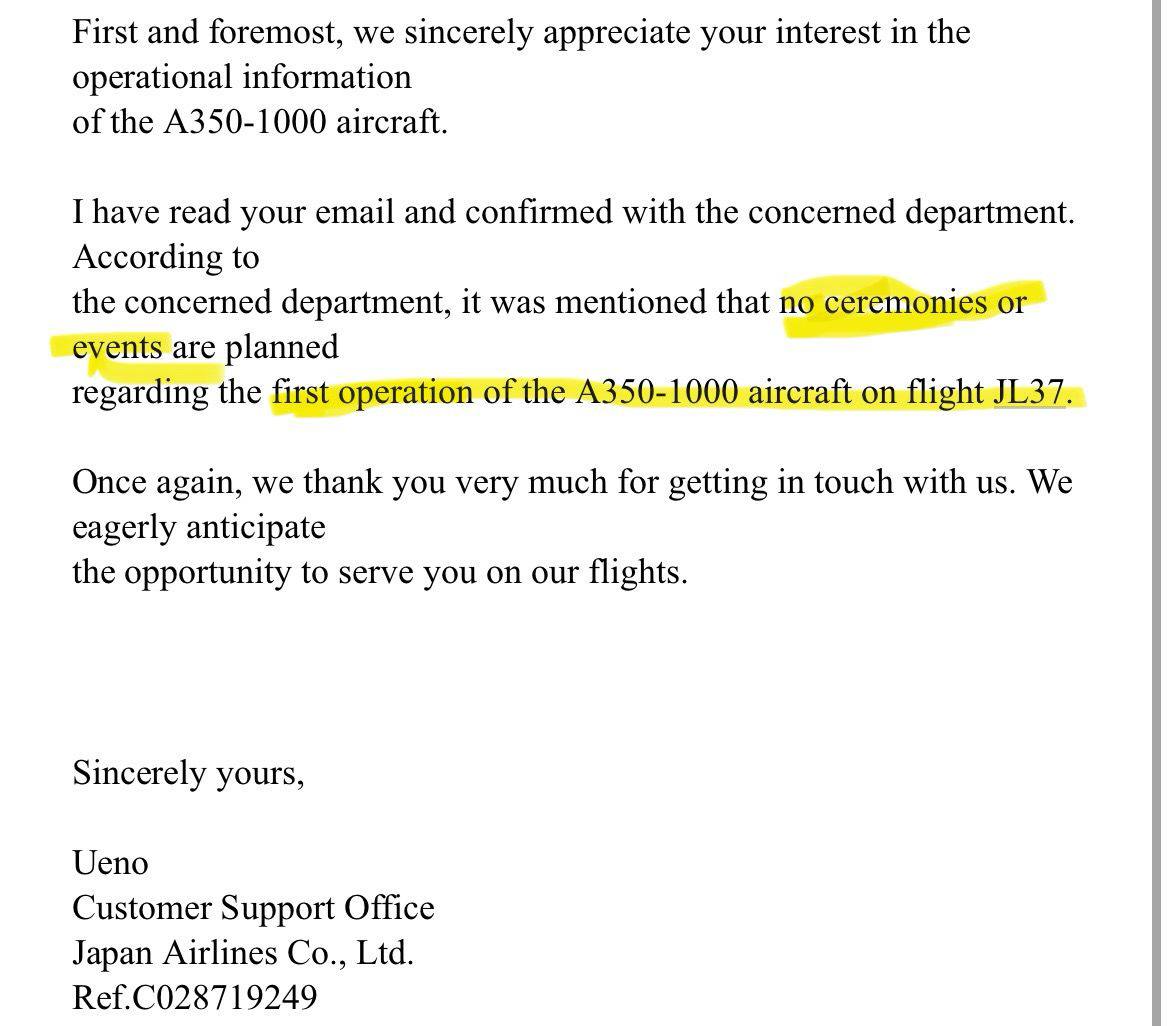 First and foremost, we sincerely appreciate your interest in the
operational information
of the A350-1000 aircraft.
I have read your email and confirmed with the concerned department.
According to
the concerned department, it was mentioned that no ceremonies or
events are planned
regarding the first operation of the A350-1000 aircraft on flight JL37.
Once again, we thank you very much for getting in touch with us. We
eagerly anticipate
the opportunity to serve you on our flights.
Sincerely yours,
Ueno
Customer Support Office
Japan Airlines Co., Ltd.
Ref.C028719249